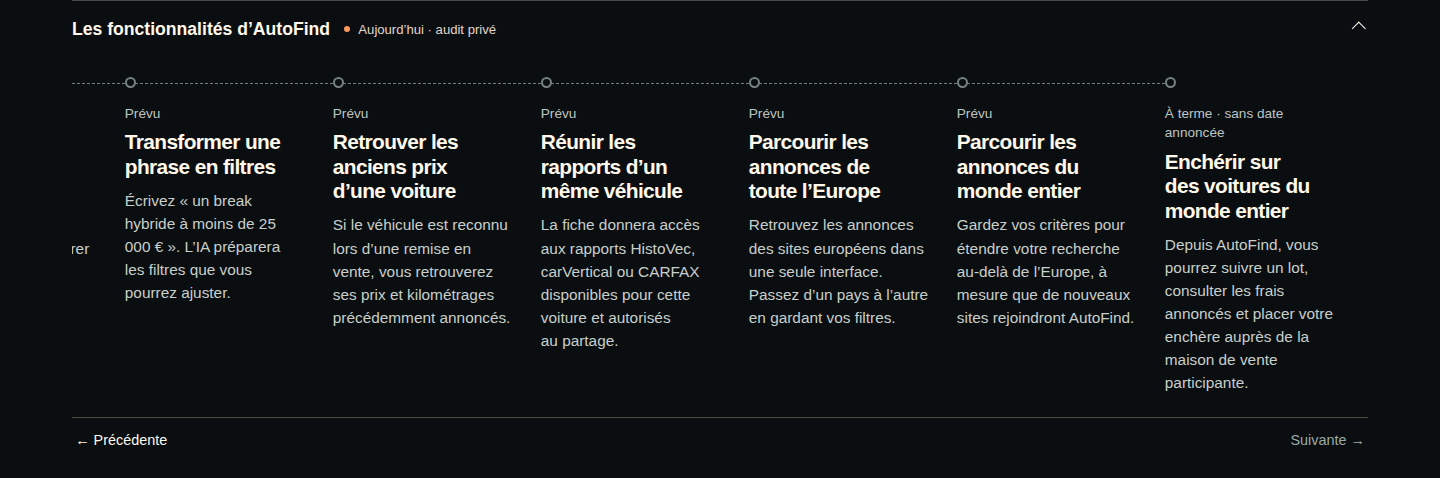 Les fonctionnalités d’AutoFind
Aujourd’hui · audit privé
rer
Prévu
Transformer une
phrase en filtres
Écrivez « un break
hybride à moins de 25
000 € ». L’IA préparera
les filtres que vous
pourrez ajuster.
Prévu
Retrouver les
anciens prix
d’une voiture
Si le véhicule est reconnu
lors d’une remise en
vente, vous retrouverez
ses prix et kilométrages
précédemment annoncés.
Prévu
Réunir les
rapports d’un
même véhicule
La fiche donnera accès
aux rapports HistoVec,
carVertical ou CARFAX
disponibles pour cette
voiture et autorisés
au partage.
Prévu
Parcourir les
annonces de
toute l’Europe
Retrouvez les annonces
des sites européens dans
une seule interface.
Passez d’un pays à l’autre
en gardant vos filtres.
Prévu
Parcourir les
annonces du
monde entier
Gardez vos critères pour
étendre votre recherche
au-delà de l’Europe, à
mesure que de nouveaux
sites rejoindront AutoFind.
À terme · sans date
annoncée
Enchérir sur
des voitures du
monde entier
Depuis AutoFind, vous
pourrez suivre un lot,
consulter les frais
annoncés et placer votre
enchère auprès de la
maison de vente
participante.
← Précédente
Suivante →